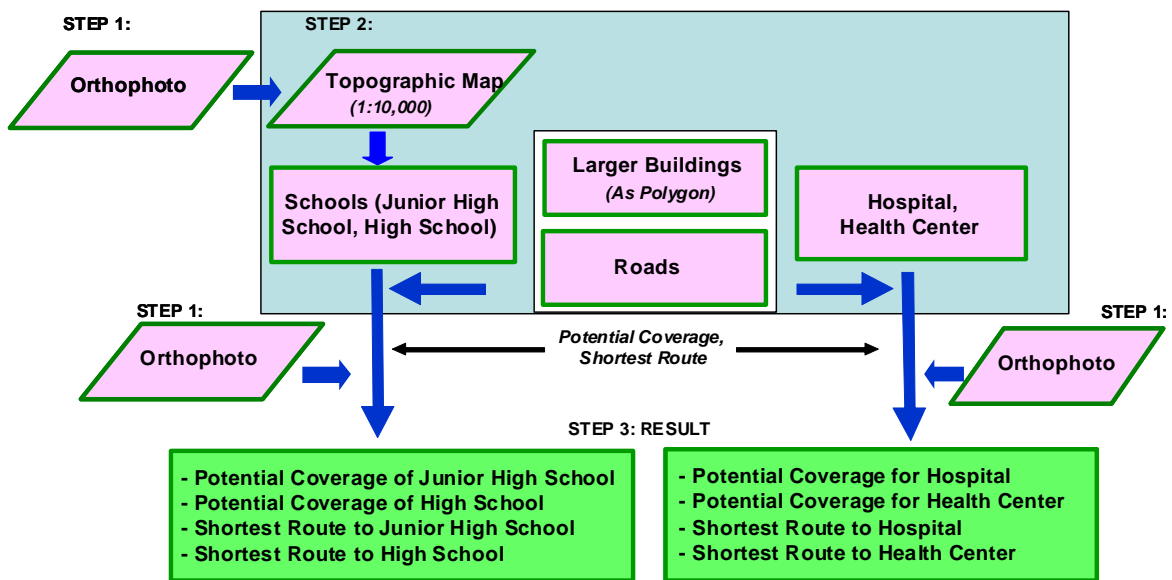 STEP 1:
STEP 2:
Orthophoto
Topographic Map
(1:10,000)
Schools (Junior High
School, High School)
Larger Buildings
(As Polygon)
Roads
Hospital,
Health Center
STEP 1:
Orthophoto
Potential Coverage,
Shortest Route
STEP 1:
Orthophoto
STEP 3: RESULT
- Potential Coverage of Junior High School
- Potential Coverage of High School
- Shortest Route to Junior High School
- Shortest Route to High School
- Potential Coverage for Hospital
- Potential Coverage for Health Center
- Shortest Route to Hospital
- Shortest Route to Health Center